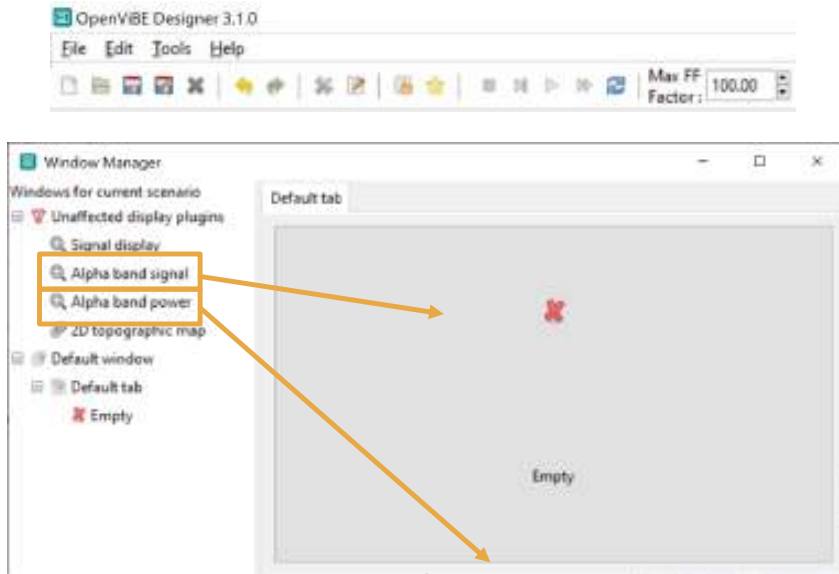 OpenViBE Designer 3.1.0
File Edit Tools Help
Max FF
Factor: 100.00
Window Manager
Windows for current scenario
Default tab
Unaffected display plugins
Signal display
Alpha band signal
Alpha band power
2D topographic map
Default window
Default tab
Empty
Empty